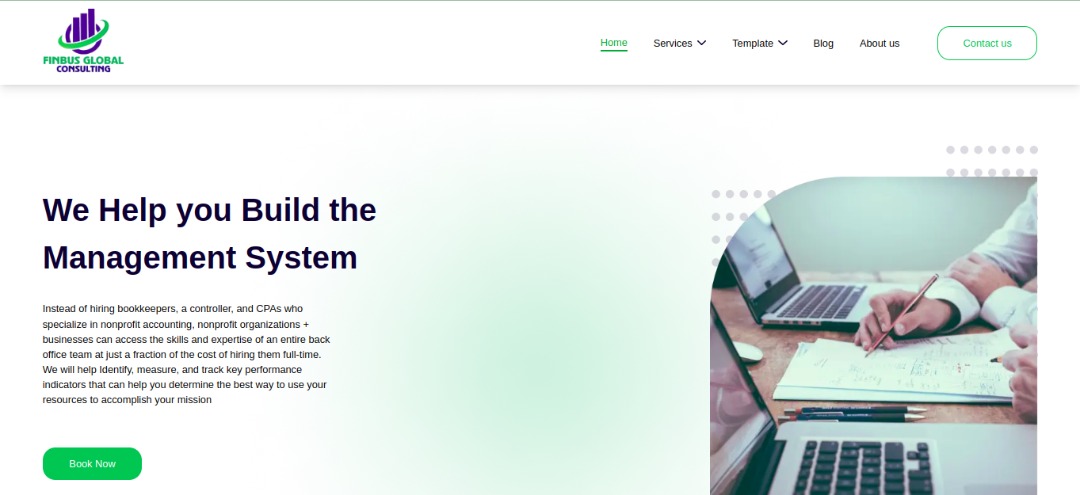 FINBUS GLOBAL
CONSULTING
Home
Services
Template
Blog
About us
Contact us
We Help you Build the
Management System
Instead of hiring bookkeepers, a controller, and CPAs who
specialize in nonprofit accounting, nonprofit organizations +
businesses can access the skills and expertise of an entire back
office team at just a fraction of the cost of hiring them full-time.
We will help Identify, measure, and track key performance
indicators that can help you determine the best way to use your
resources to accomplish your mission
Book Now